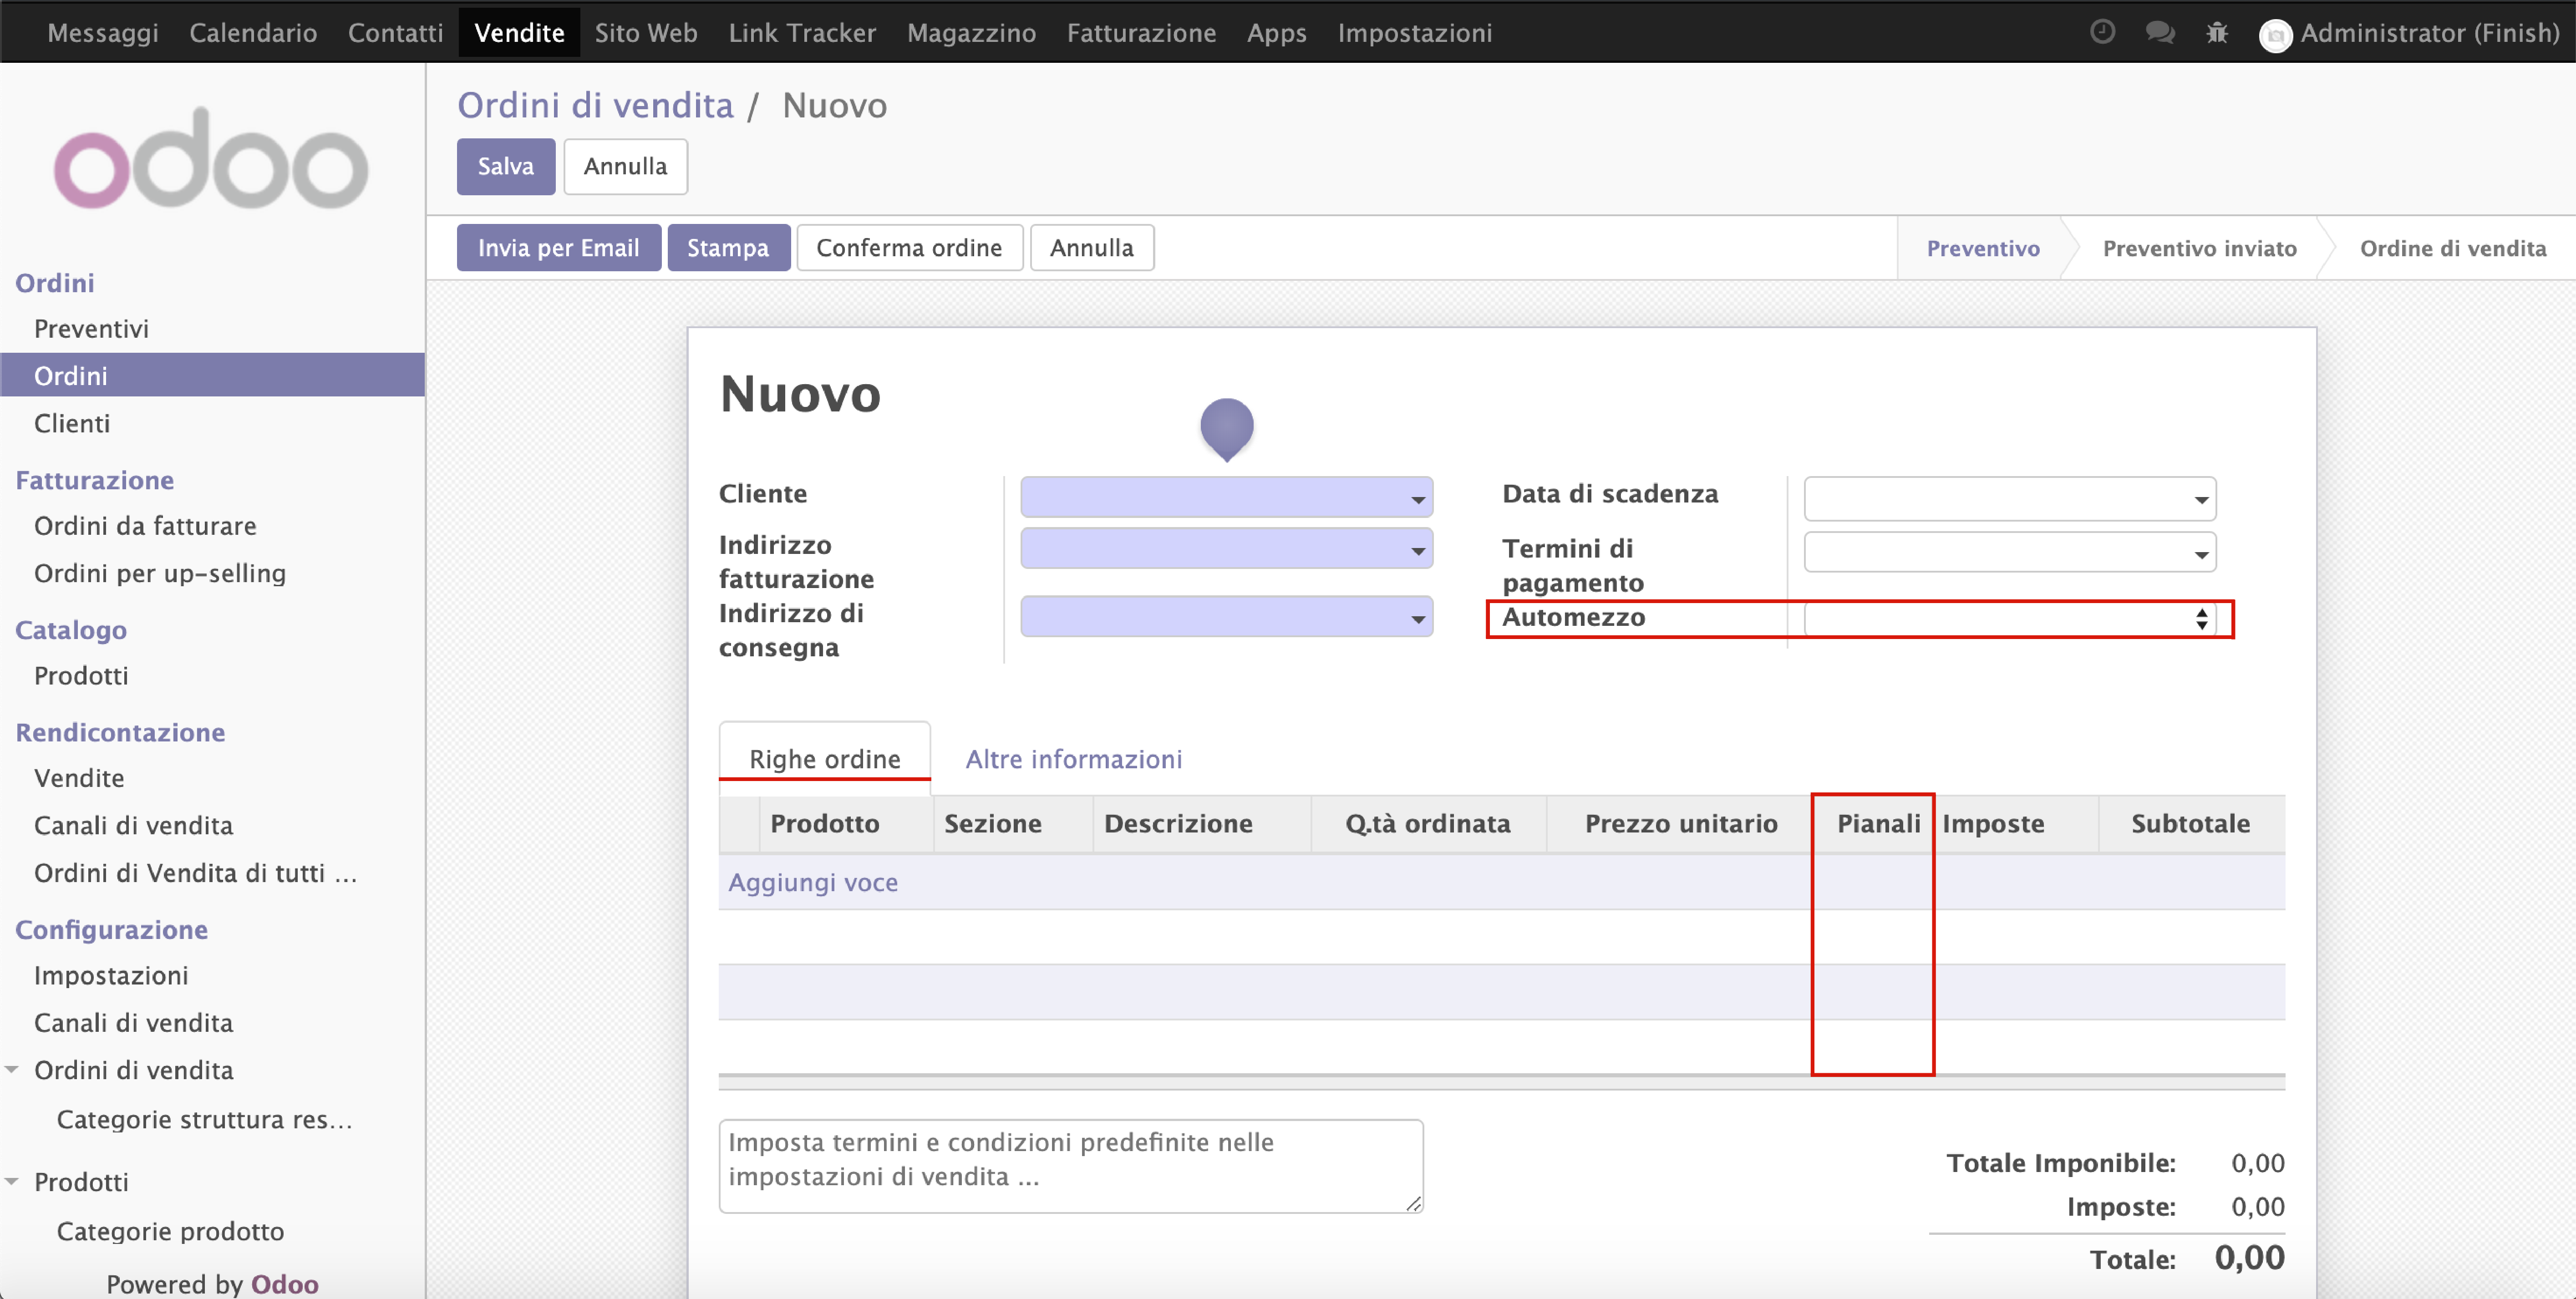 Messaggi Calendario Contatti Vendite Sito Web Link Tracker Magazzino Fatturazione Apps Impostazioni Administrator (Finish)
odoo
Ordini
Preventivi
Ordini
Clienti
Fatturazione
Ordini da fatturare
Ordini per up-selling
Catalogo
Prodotti
Rendicontazione
Vendite
Canali di vendita
Ordini di Vendita di tutti ...
Configurazione
Impostazioni
Canali di vendita
Ordini di vendita
Categorie struttura res...
Prodotti
Categorie prodotto
Powered by Odoo
Ordini di vendita / Nuovo
Salva Annulla
Invia per Email Stampa Conferma ordine Annulla Preventivo Preventivo inviato Ordine di vendita
Nuovo
Cliente
Indirizzo
fatturazione
Indirizzo di
consegna
Data di scadenza
Termini di
pagamento
Automezzo
Righe ordine Altre informazioni
Prodotto Sezione Descrizione Q.tà ordinata Prezzo unitario Pianali Imposte Subtotale
Aggiungi voce
Imposta termini e condizioni predefinite nelle
impostazioni di vendita ...
Totale Imponibile: 0,00
Imposte: 0,00
Totale: 0,00